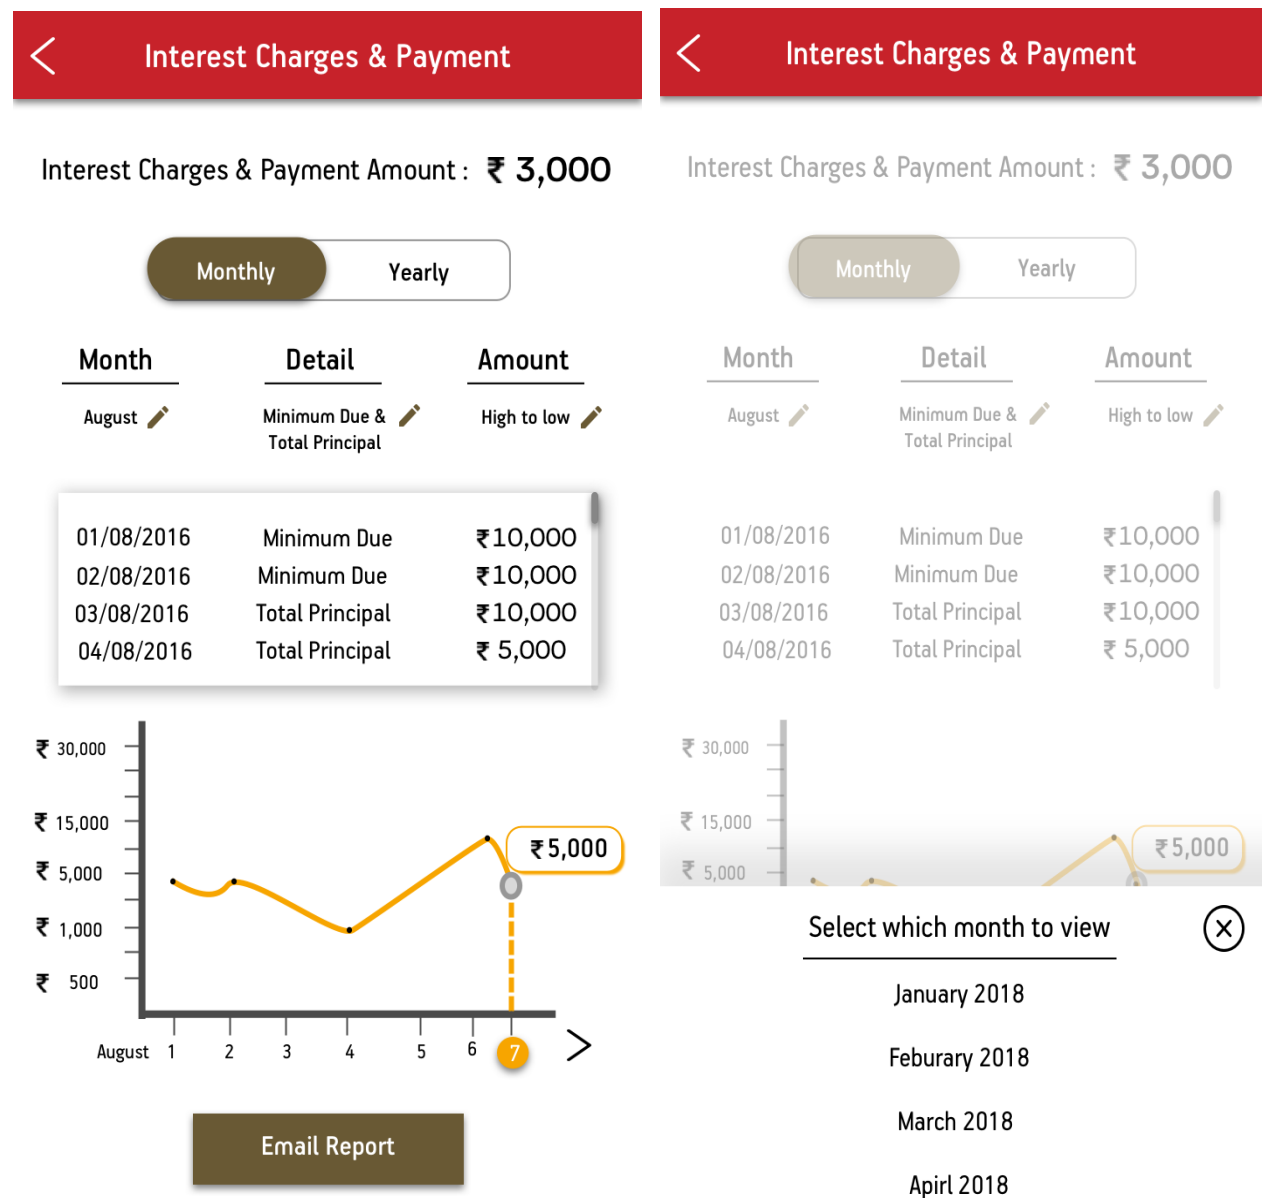 Interest Charges & Payment
Interest Charges & Payment Amount : ₹ 3,000
Monthly Yearly
Month Detail Amount
August Minimum Due & High to low
Total Principal
01/08/2016 Minimum Due ₹10,000
02/08/2016 Minimum Due ₹10,000
03/08/2016 Total Principal ₹10,000
04/08/2016 Total Principal ₹ 5,000
₹ 30,000
₹ 15,000
₹5,000
₹ 5,000
₹ 1,000
₹ 500
August 1 2 3 4 5 6 7
Email Report
Interest Charges & Payment
Interest Charges & Payment Amount : ₹ 3,000
Monthly Yearly
Month Detail Amount
August Minimum Due & High to low
Total Principal
01/08/2016 Minimum Due ₹10,000
02/08/2016 Minimum Due ₹10,000
03/08/2016 Total Principal ₹10,000
04/08/2016 Total Principal ₹ 5,000
₹ 30,000
₹ 15,000
₹5,000
₹ 5,000
Select which month to view
January 2018
Feburary 2018
March 2018
Apirl 2018